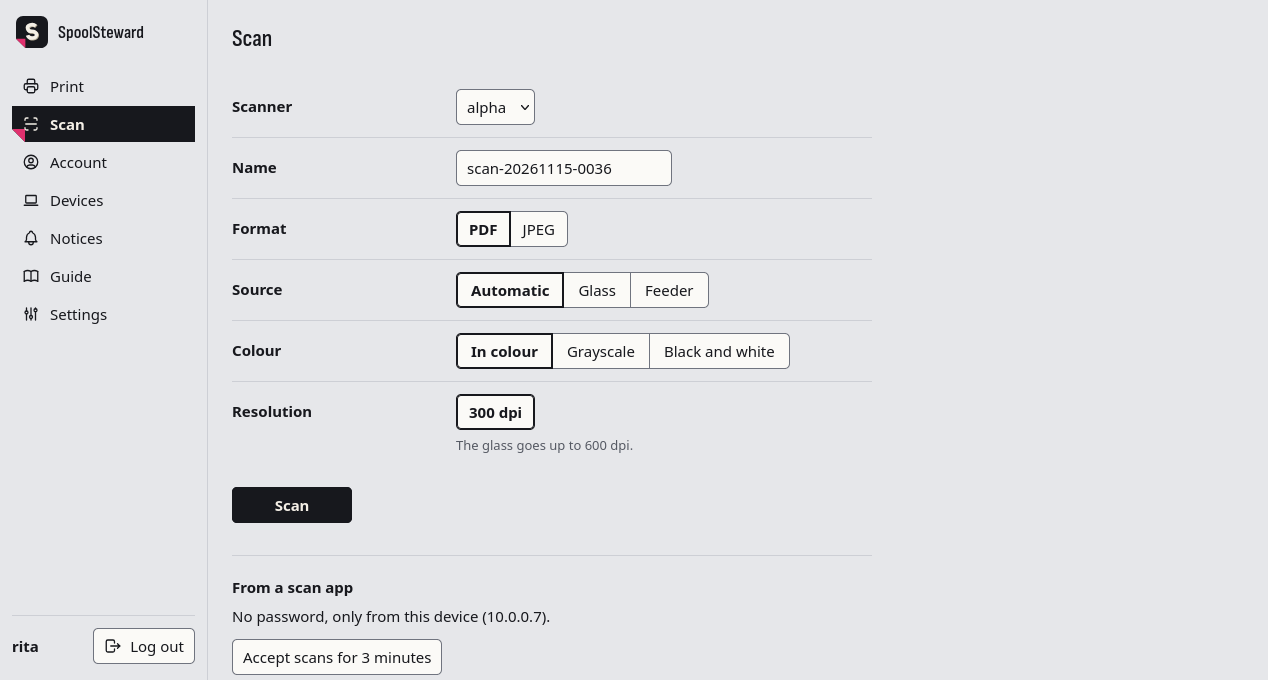 SpoolSteward
Print
Scan
Account
Devices
Notices
Guide
Settings
rita
Log out
Scan
Scanner
alpha
Name
scan-20261115-0036
Format
PDF JPEG
Source
Automatic Glass Feeder
Colour
In colour Grayscale Black and white
Resolution
300 dpi
The glass goes up to 600 dpi.
Scan
From a scan app
No password, only from this device (10.0.0.7).
Accept scans for 3 minutes